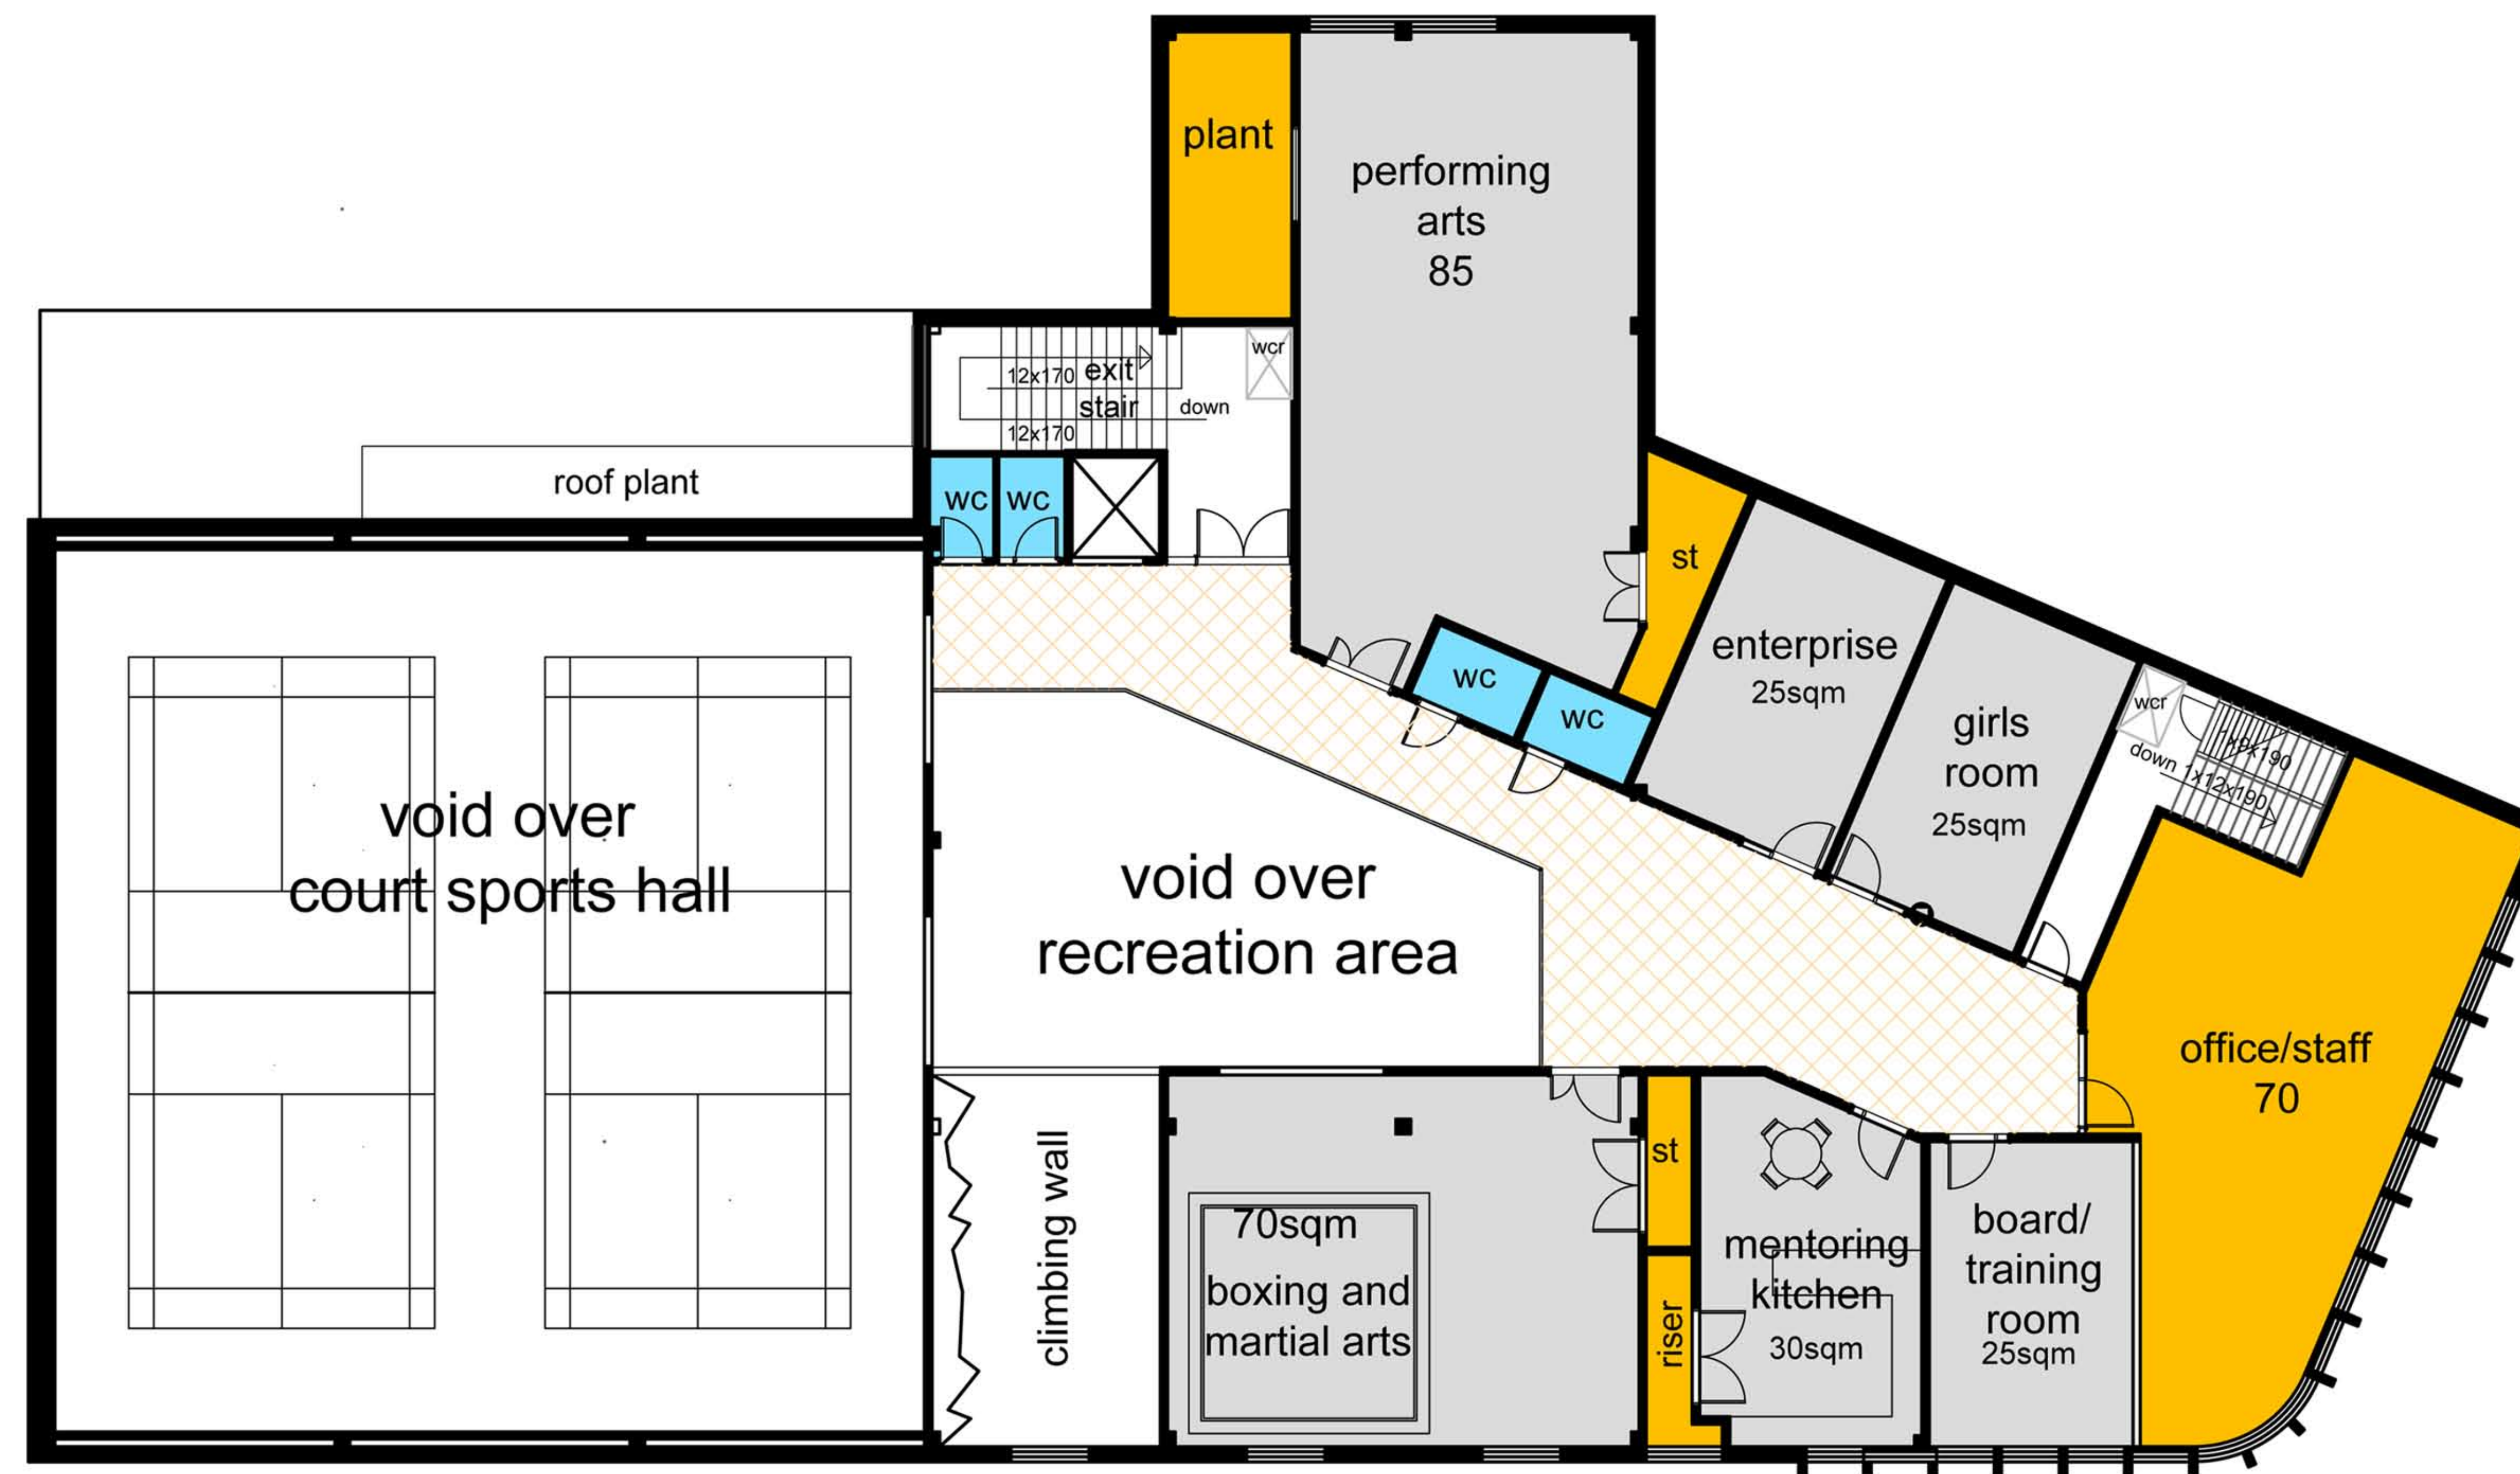 plant
performing
arts
85
wcr
12x170
exit
stair
down
12x170
roof plant
wc
wc
st
enterprise
25sqm
wc
wc
girls
room
25sqm
wcr
1x9x190
down 1x12x190
void over
court sports hall
void over
recreation area
office/staff
70
climbing wall
70sqm
boxing and
martial arts
st
riser
mentoring
kitchen
30sqm
board/
training
room
25sqm